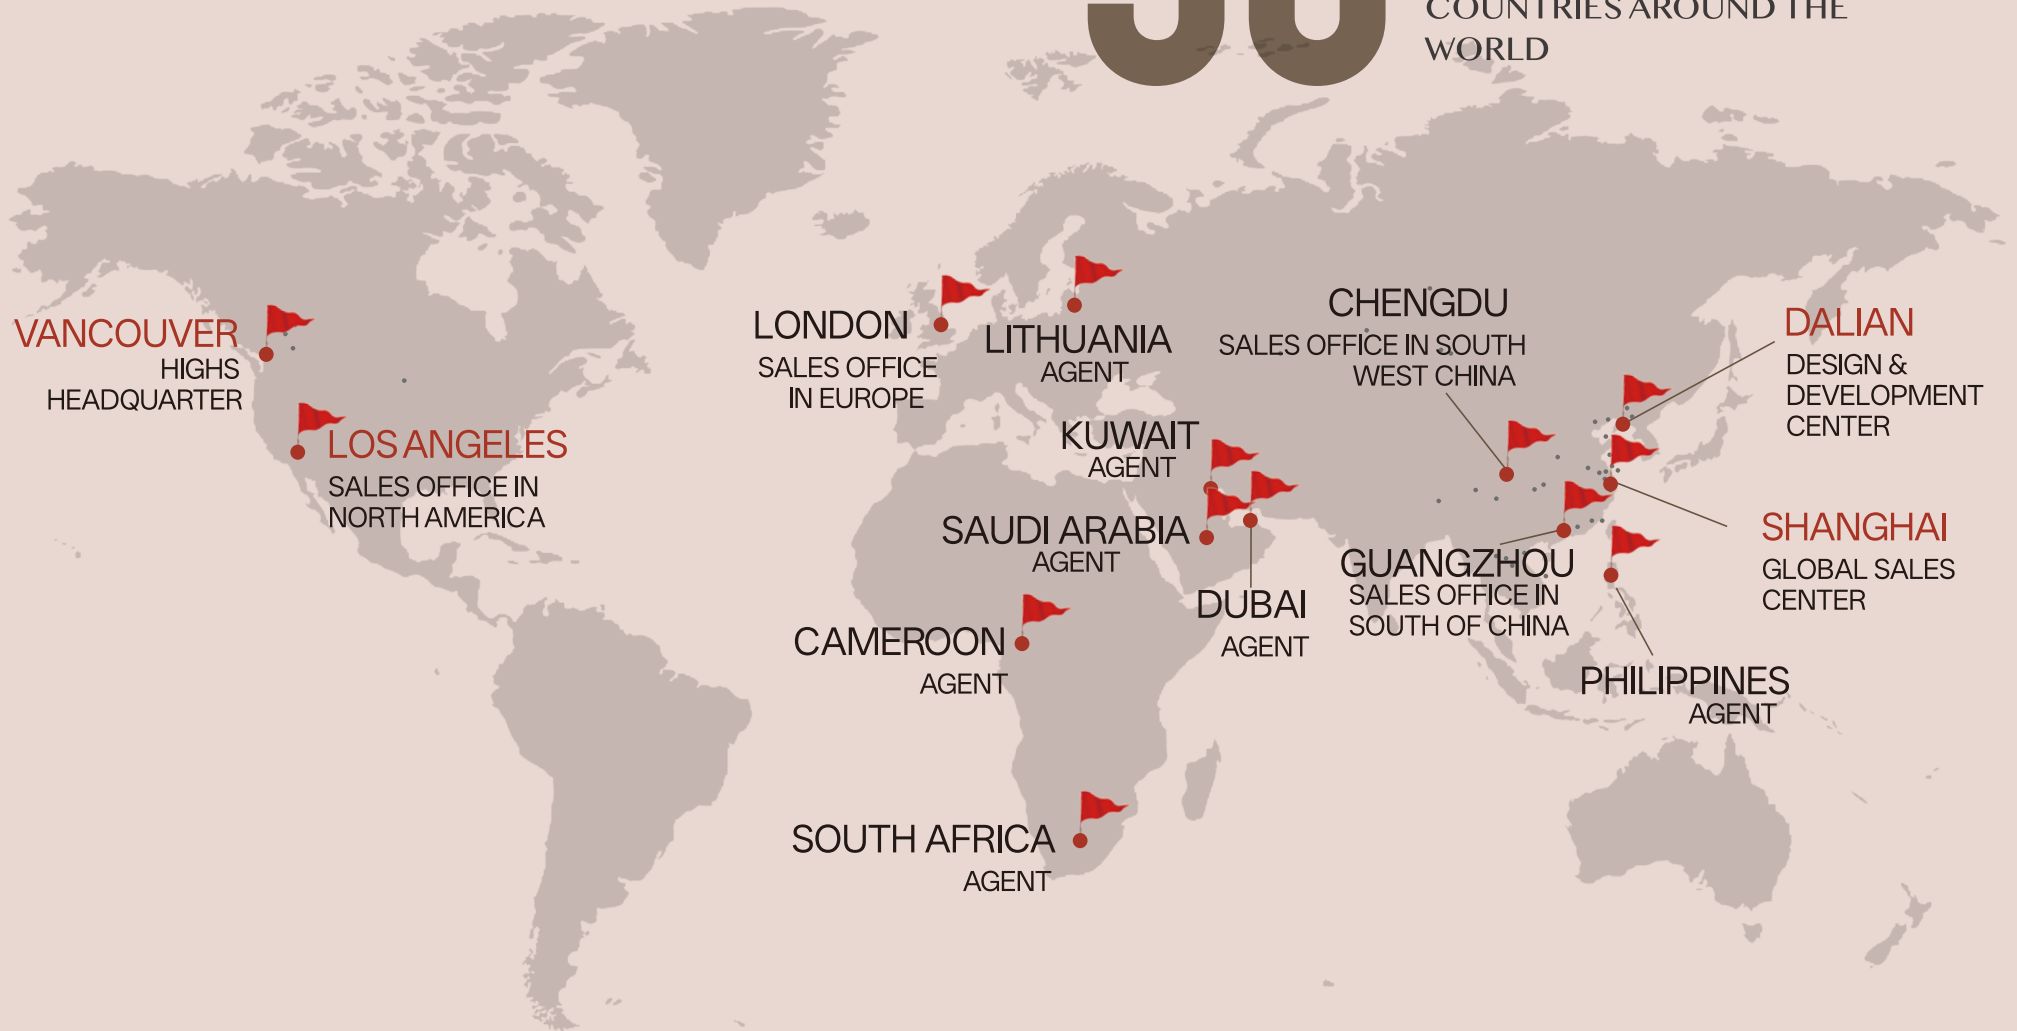 COUNTRIES AROUND THE
WORLD
VANCOUVER
HIGHS
HEADQUARTER
LOS ANGELES
SALES OFFICE IN
NORTH AMERICA
LONDON
SALES OFFICE
IN EUROPE
LITHUANIA
AGENT
CHENGDU
SALES OFFICE IN SOUTH
WEST CHINA
DALIAN
DESIGN &
DEVELOPMENT
CENTER
KUWAIT
AGENT
SAUDI ARABIA
AGENT
DUBAI
AGENT
GUANGZHOU
SALES OFFICE IN
SOUTH OF CHINA
SHANGHAI
GLOBAL SALES
CENTER
CAMEROON
AGENT
PHILIPPINES
AGENT
SOUTH AFRICA
AGENT